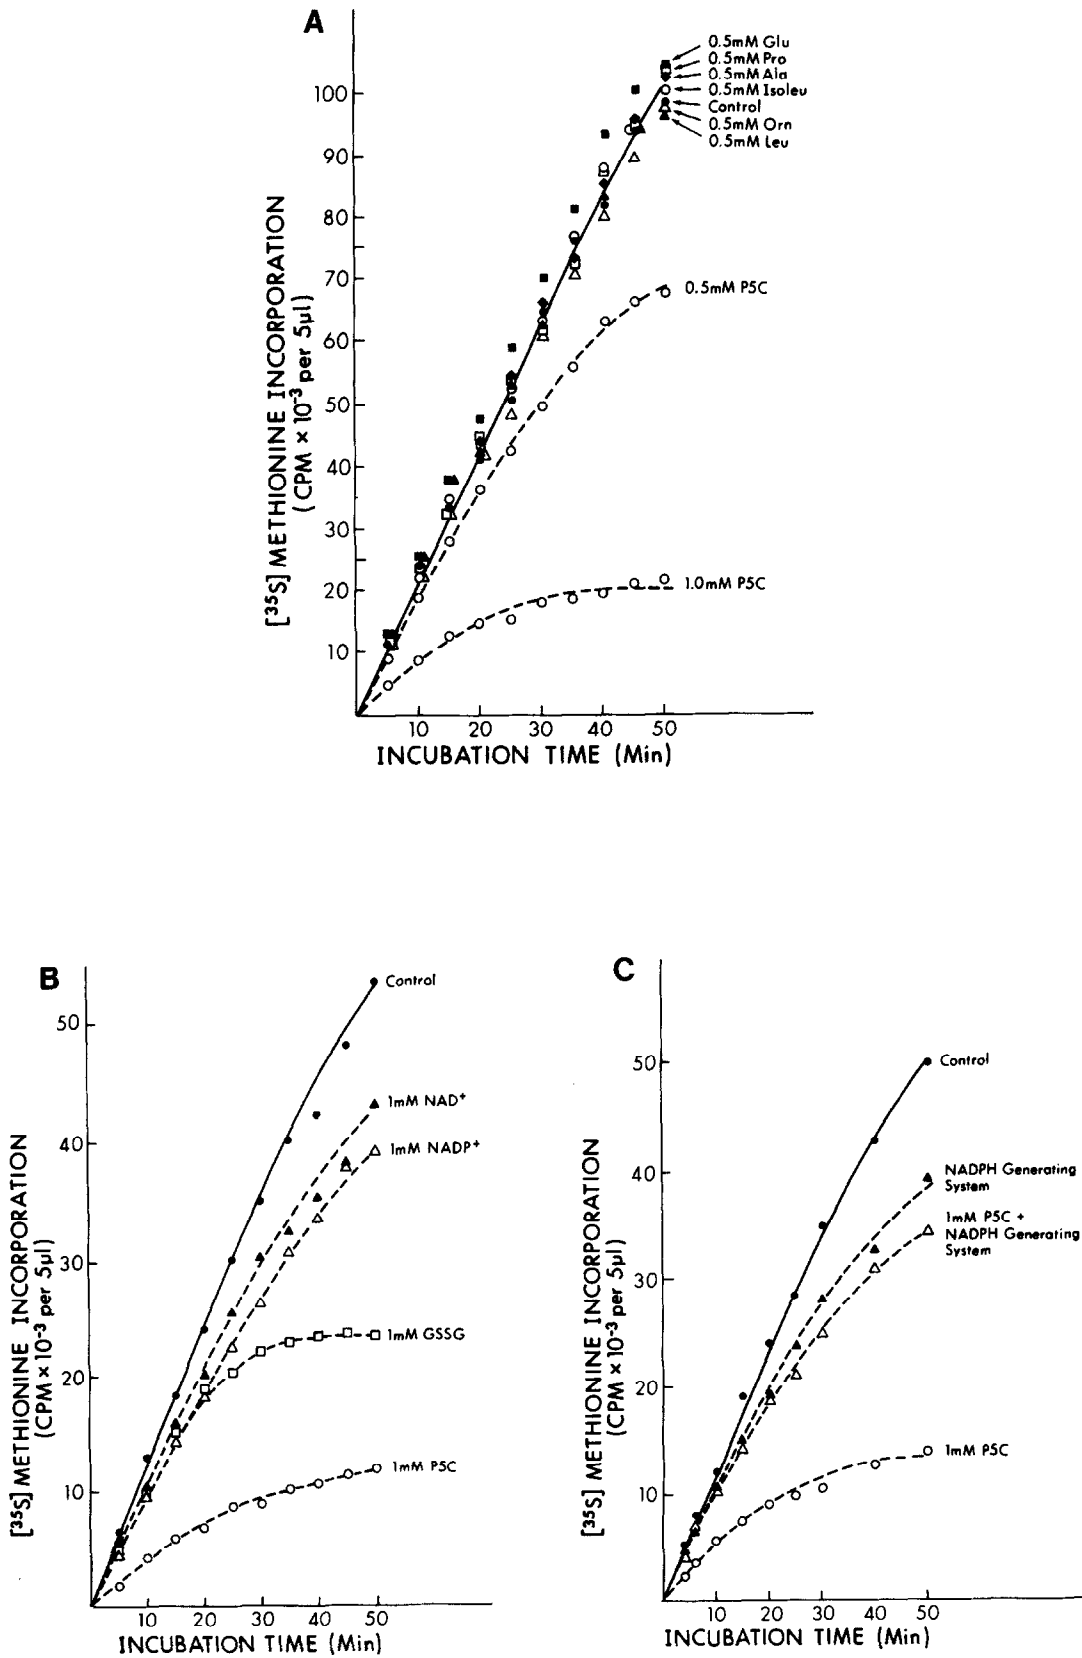 A
0.5mM Glu
0.5mM Pro
0.5mM Ala
0.5mM Isoleu
Control
0.5mM Orn
0.5mM Leu
100
90
80
70
60
50
40
30
20
10
[³⁵S] METHIONINE INCORPORATION
(CPM × 10⁻³ per 5µl)
0.5mM P5C
1.0mM P5C
10 20 30 40 50
INCUBATION TIME (Min)
B
Control
50
40
30
20
10
[³⁵S] METHIONINE INCORPORATION
(CPM × 10⁻³ per 5µl)
1mM NAD⁺
1mM NADP⁺
1mM GSSG
1mM P5C
10 20 30 40 50
INCUBATION TIME (Min)
C
Control
50
40
30
20
10
[³⁵S] METHIONINE INCORPORATION
(CPM × 10⁻³ per 5µl)
NADPH Generating
System
1mM P5C +
NADPH Generating
System
1mM P5C
10 20 30 40 50
INCUBATION TIME (Min)